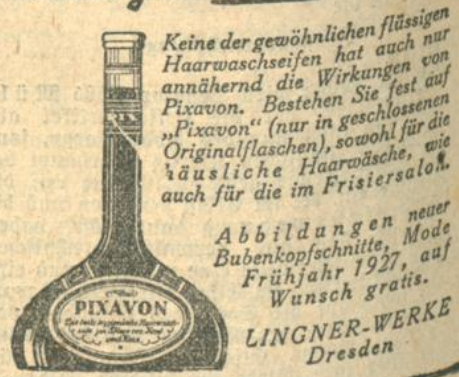 Keine der gewöhnlichen flüssigen
Haarwaschseifen hat auch nur
annähernd die Wirkungen von
Pixavon. Bestehen Sie fest auf
„Pixavon“ (nur in geschlossenen
Originalflaschen), sowohl für die
häusliche Haarwäsche, wie
auch für die im Frisiersalon.
Abbildungen neuer
Bubenkopfschnitte, Mode
Frühjahr 1927, auf
Wunsch gratis.
LINGNER-WERKE
Dresden
PIX
PIXAVON